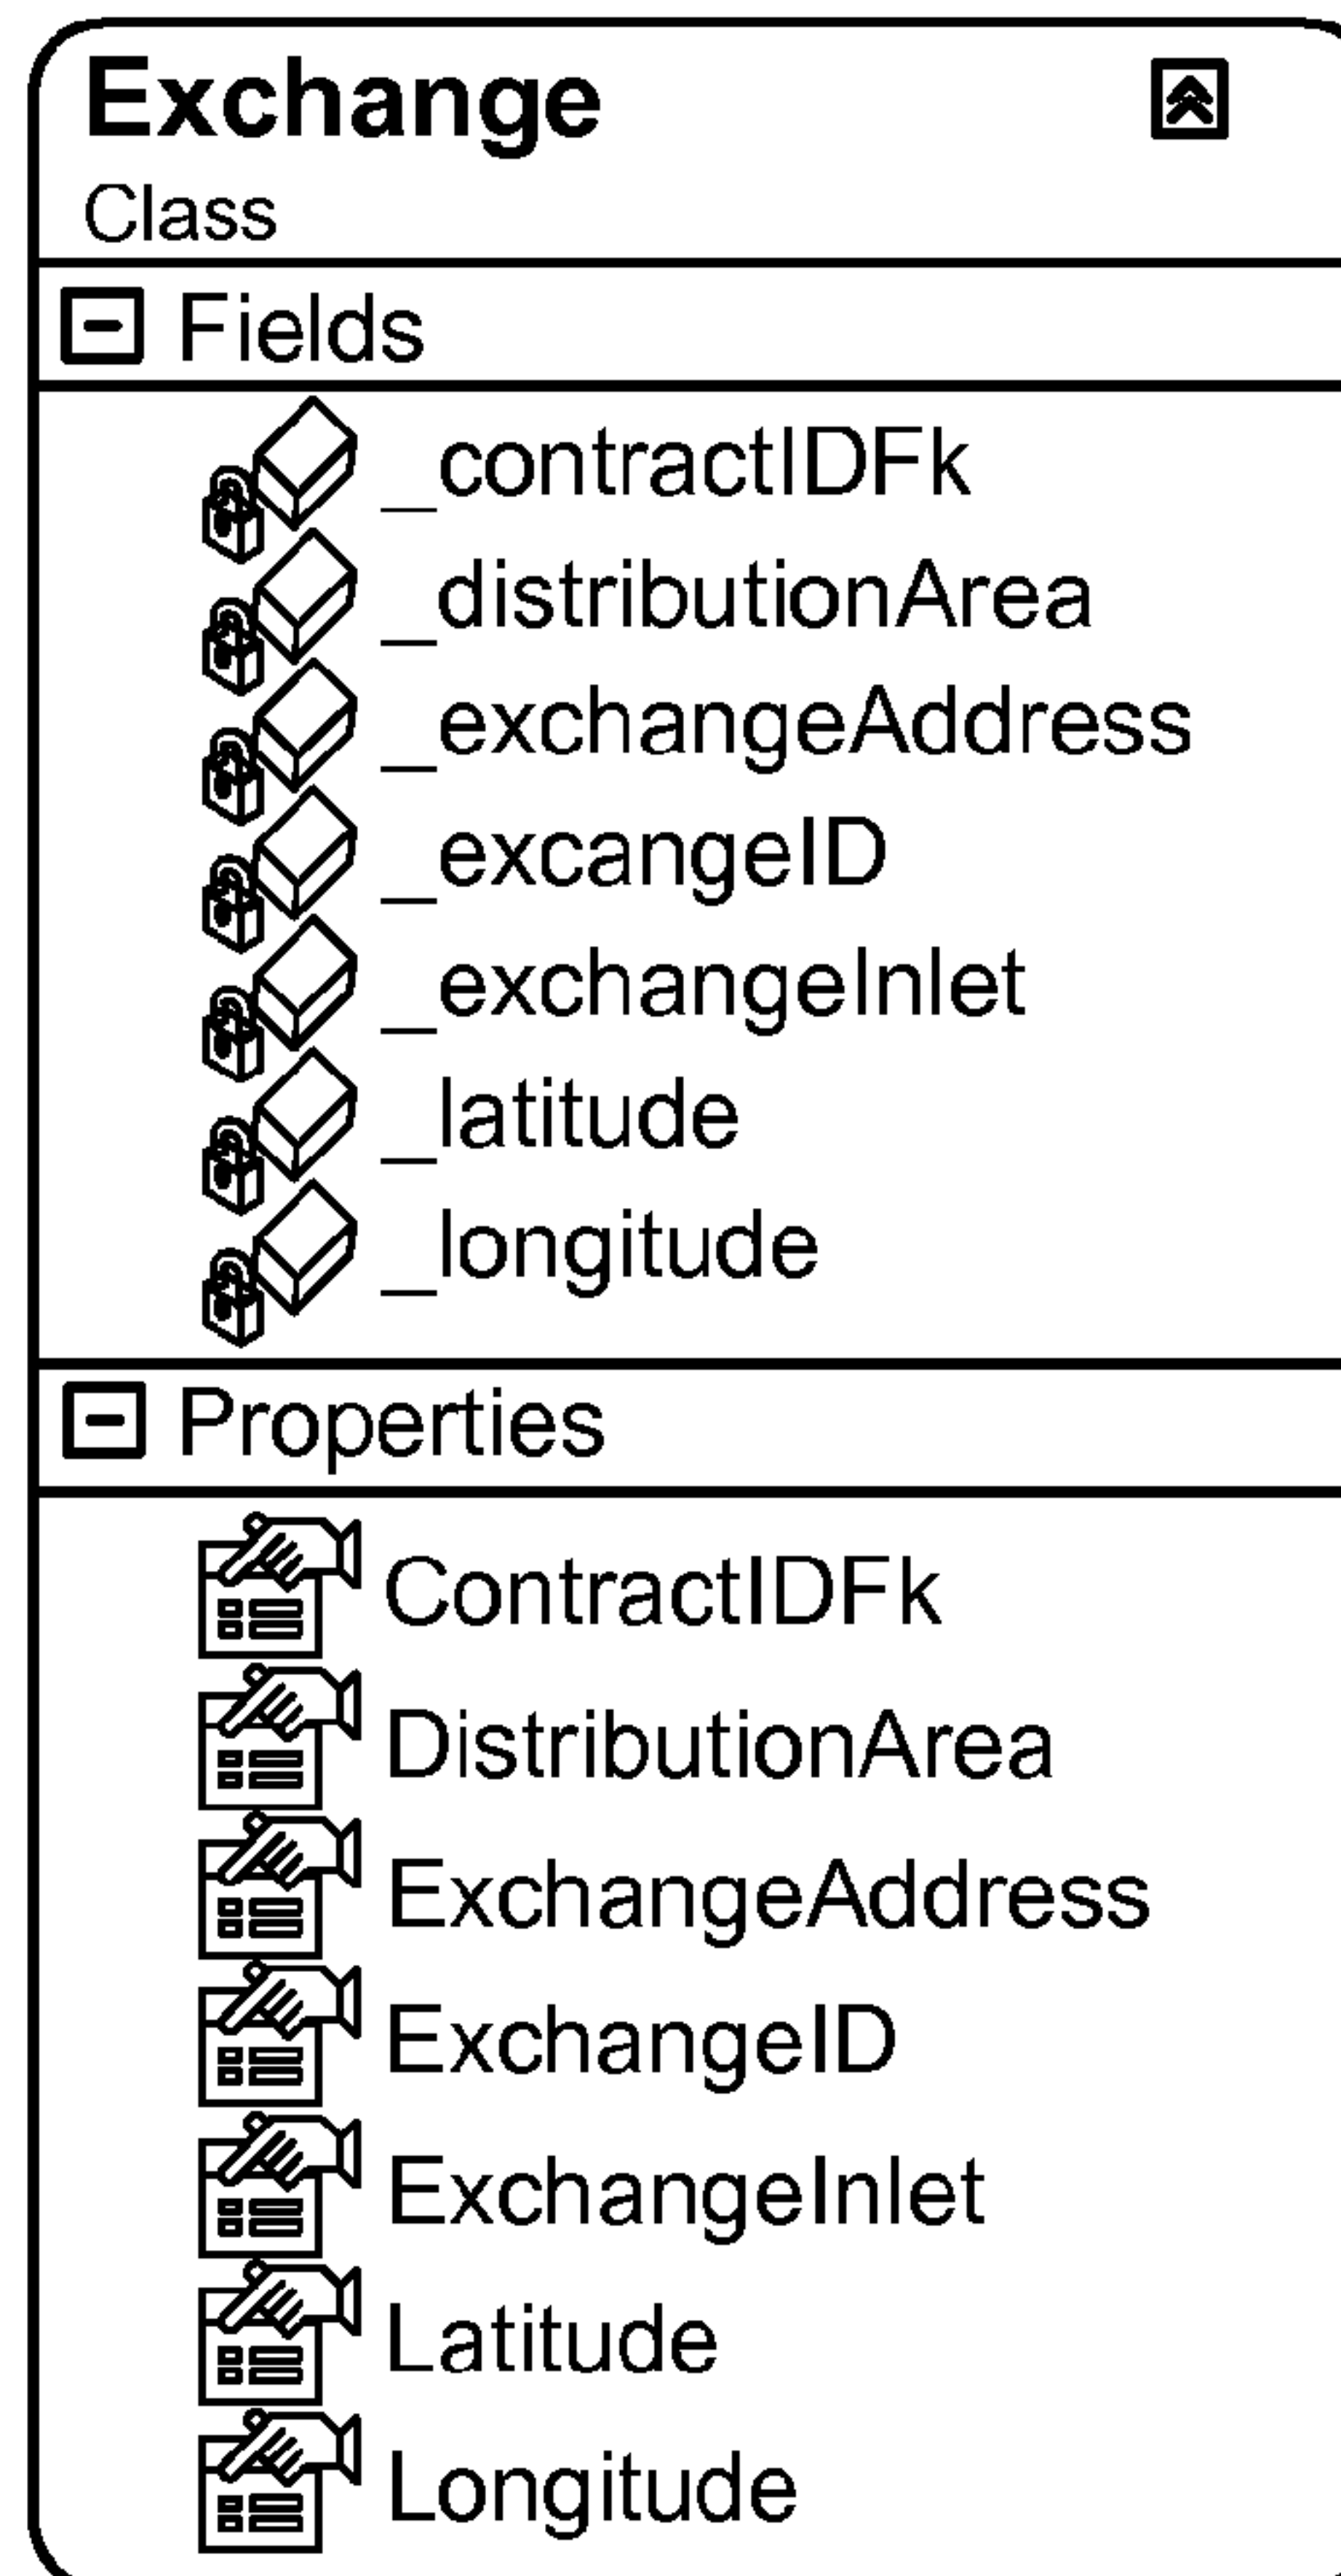 Exchange
Class
Fields
_contractIDFk
_distributionArea
_exchangeAddress
_excangeID
_exchangeInlet
_latitude
_longitude
Properties
ContractIDFk
DistributionArea
ExchangeAddress
ExchangeID
ExchangeInlet
Latitude
Longitude